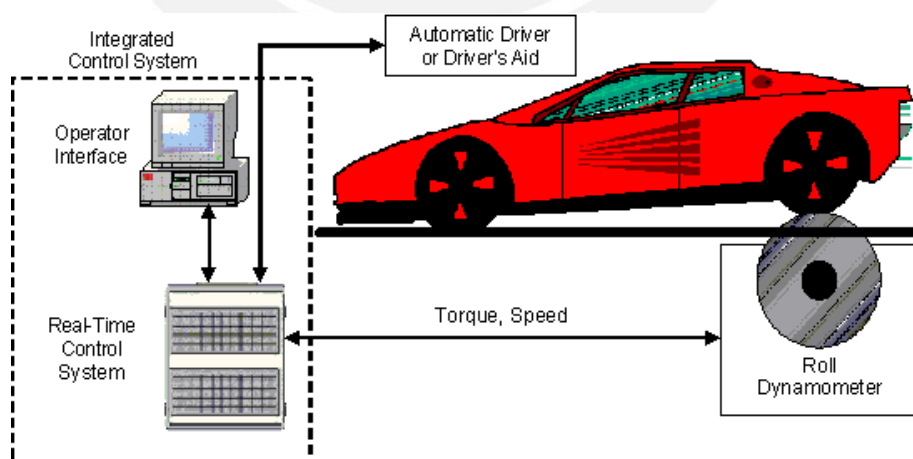 Integrated
Control System
Automatic Driver
or Driver's Aid
Operator
Interface
Real-Time
Control
System
Torque, Speed
Roll
Dynamometer